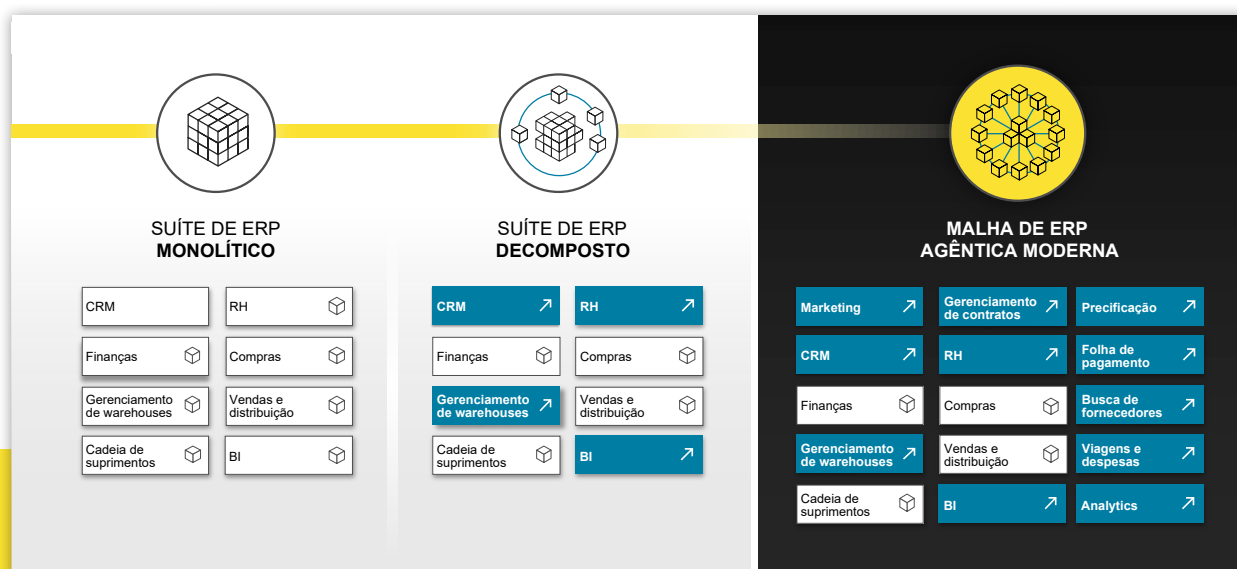 SUÍTE DE ERP
MONOLÍTICO
CRM
RH
Finanças
Compras
Gerenciamento
de warehouses
Vendas e
distribuição
Cadeia de
suprimentos
BI
SUÍTE DE ERP
DECOMPOSTO
CRM
RH
Finanças
Compras
Gerenciamento
de warehouses
Vendas e
distribuição
Cadeia de
suprimentos
BI
MALHA DE ERP
AGÊNTICA MODERNA
Marketing
Gerenciamento
de contratos
Precificação
CRM
RH
Folha de
pagamento
Finanças
Compras
Busca de
fornecedores
Gerenciamento
de warehouses
Vendas e
distribuição
Viagens e
despesas
Cadeia de
suprimentos
BI
Analytics